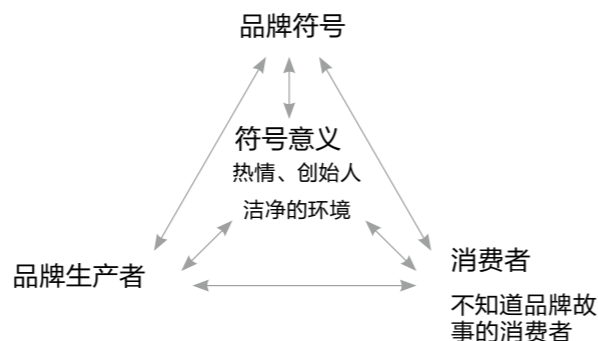 品牌符号
符号意义
热情、创始人
洁净的环境
品牌生产者
消费者
不知道品牌故
事的消费者